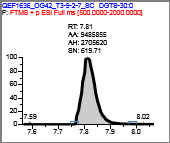 QEF1636_OG42_T3-9-2-7_SC DGTS-30:0
F: FTMS + p ESI Full ms [500.0000-2000.0000]
RT: 7.81
AA: 9485855
AH: 2705620
SN: 619.71
100
80
60
40
20
0
7.59
8.02
7.6
7.7
7.8
7.9
8.0